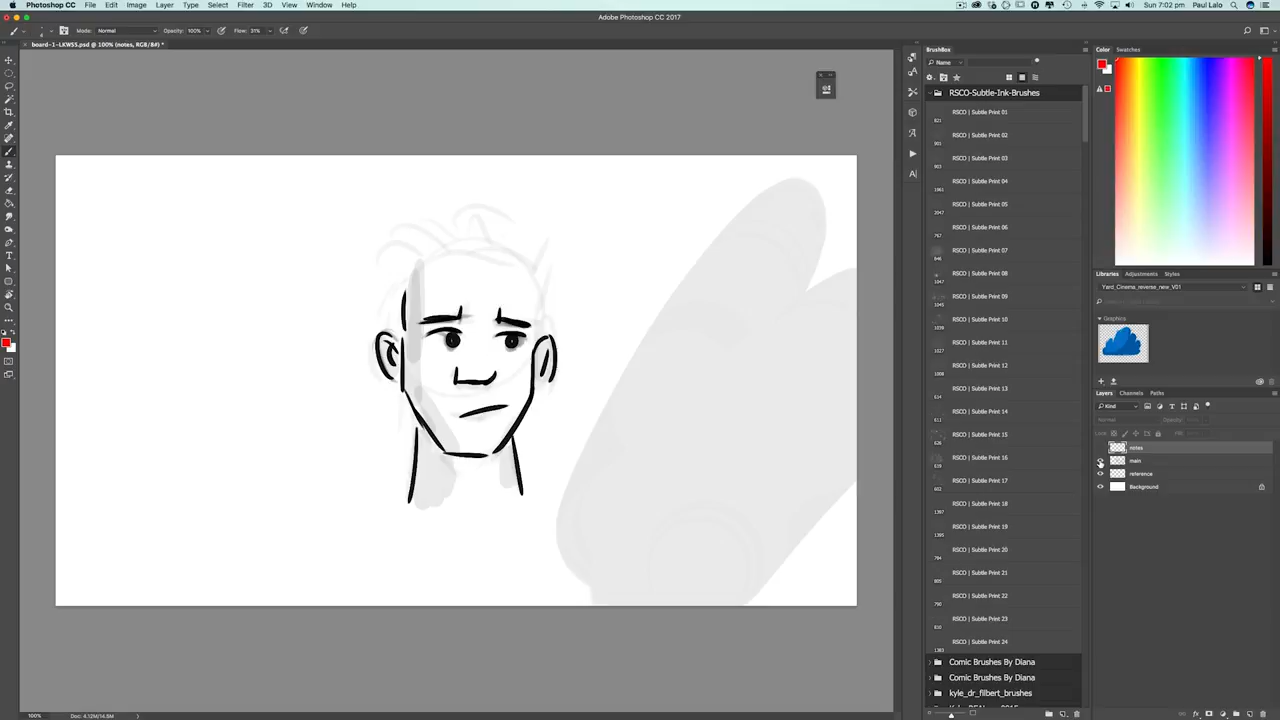 Photoshop CC File Edit Image Layer Type Select Filter 3D View Window Help
Sun 7:02 pm Paul Lalo
Adobe Photoshop CC 2017
Mode: Normal Opacity: 100% Flow: 31%
board-1-LKW55.psd @ 100% (notes, RGB/8#) *
BrushBox
Name
RSCO-Subtle-Ink-Brushes
RSCO | Subtle Print 01
RSCO | Subtle Print 02
RSCO | Subtle Print 03
RSCO | Subtle Print 04
RSCO | Subtle Print 05
RSCO | Subtle Print 06
RSCO | Subtle Print 07
RSCO | Subtle Print 08
RSCO | Subtle Print 09
RSCO | Subtle Print 10
RSCO | Subtle Print 11
RSCO | Subtle Print 12
RSCO | Subtle Print 13
RSCO | Subtle Print 14
RSCO | Subtle Print 15
RSCO | Subtle Print 16
RSCO | Subtle Print 17
RSCO | Subtle Print 18
RSCO | Subtle Print 19
RSCO | Subtle Print 20
RSCO | Subtle Print 21
RSCO | Subtle Print 22
RSCO | Subtle Print 23
RSCO | Subtle Print 24
Comic Brushes By Diana
Comic Brushes By Diana
kyle_dr_filbert_brushes
Color Swatches
Libraries Adjustments Styles
Yard_Cinema_reverse_new_V01
Graphics
Layers Channels Paths
Kind
Normal Opacity:
Lock: Fill:
notes
main
reference
Background
100% Doc: 4.12M/14.5M